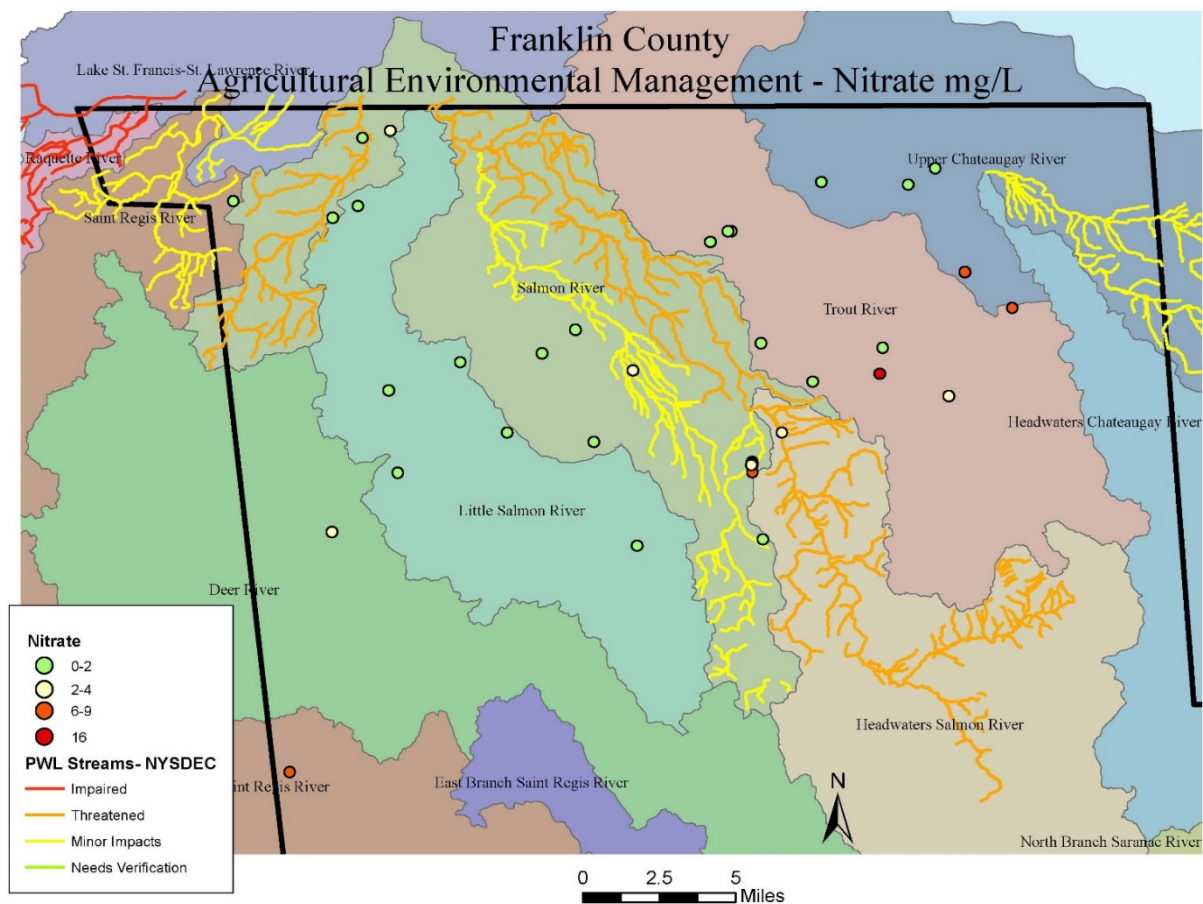 Franklin County
Agricultural Environmental Management - Nitrate mg/L
Lake St. Francis-St. Lawrence River
Raquette River
Upper Chateaugay River
Saint Regis River
Salmon River
Trout River
Headwaters Chateaugay River
Little Salmon River
Deer River
Headwaters Salmon River
int Regis River
East Branch Saint Regis River
North Branch Saranac River
Nitrate
0-2
2-4
6-9
16
PWL Streams- NYSDEC
Impaired
Threatened
Minor Impacts
Needs Verification
N
0 2.5 5
Miles